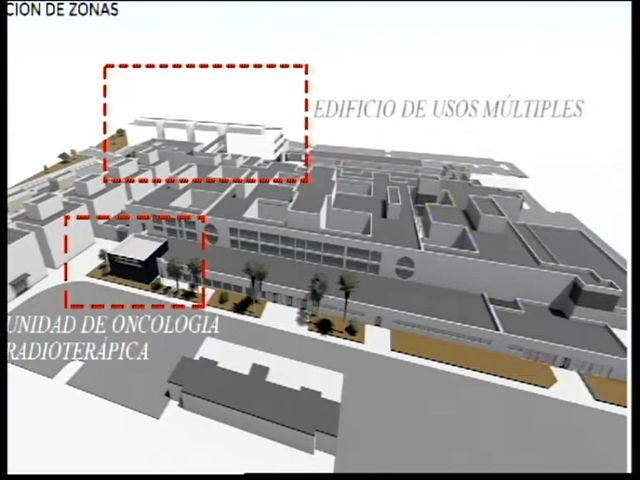 CION DE ZONAS
EDIFICIO DE USOS MÚLTIPLES
UNIDAD DE ONCOLOGIA
RADIOTERÁPICA